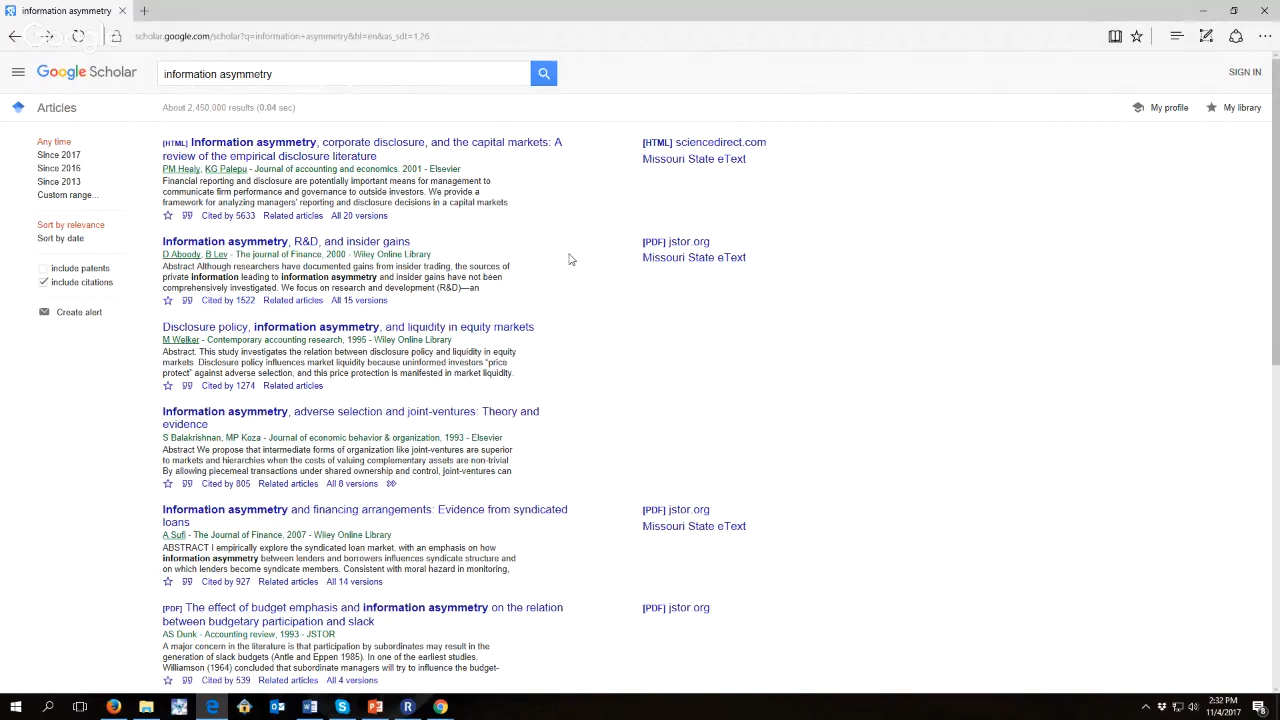 information asymmetry
scholar.google.com/scholar?q=information+asymmetry&hl=en&as_sdt=1,26
Google Scholar
information asymmetry
SIGN IN
Articles
About 2,450,000 results (0.04 sec)
My profile
My library
Any time
Since 2017
Since 2016
Since 2013
Custom range...
Sort by relevance
Sort by date
include patents
include citations
Create alert
[HTML] Information asymmetry, corporate disclosure, and the capital markets: A
review of the empirical disclosure literature
PM Healy, KG Palepu - Journal of accounting and economics, 2001 - Elsevier
Financial reporting and disclosure are potentially important means for management to
communicate firm performance and governance to outside investors. We provide a
framework for analyzing managers' reporting and disclosure decisions in a capital markets
Cited by 5633 Related articles All 20 versions
[HTML] sciencedirect.com
Missouri State eText
Information asymmetry, R&D, and insider gains
D Aboody, B Lev - The journal of Finance, 2000 - Wiley Online Library
Abstract Although researchers have documented gains from insider trading, the sources of
private information leading to information asymmetry and insider gains have not been
comprehensively investigated. We focus on research and development (R&D)—an
Cited by 1522 Related articles All 15 versions
[PDF] jstor.org
Missouri State eText
Disclosure policy, information asymmetry, and liquidity in equity markets
M Welker - Contemporary accounting research, 1995 - Wiley Online Library
Abstract. This study investigates the relation between disclosure policy and liquidity in equity
markets. Disclosure policy influences market liquidity because uninformed investors "price
protect" against adverse selection, and this price protection is manifested in market liquidity.
Cited by 1274 Related articles
Information asymmetry, adverse selection and joint-ventures: Theory and
evidence
S Balakrishnan, MP Koza - Journal of economic behavior & organization, 1993 - Elsevier
Abstract We propose that intermediate forms of organization like joint-ventures are superior
to markets and hierarchies when the costs of valuing complementary assets are non-trivial
By allowing piecemeal transactions under shared ownership and control, joint-ventures can
Cited by 805 Related articles All 8 versions
Information asymmetry and financing arrangements: Evidence from syndicated
loans
A Sufi - The Journal of Finance, 2007 - Wiley Online Library
ABSTRACT I empirically explore the syndicated loan market, with an emphasis on how
information asymmetry between lenders and borrowers influences syndicate structure and
on which lenders become syndicate members. Consistent with moral hazard in monitoring,
Cited by 927 Related articles All 14 versions
[PDF] jstor.org
Missouri State eText
[PDF] The effect of budget emphasis and information asymmetry on the relation
between budgetary participation and slack
AS Dunk - Accounting review, 1993 - JSTOR
A major concern in the literature is that participation by subordinates may result in the
generation of slack budgets (Antle and Eppen 1985). In one of the earliest studies.
Williamson (1964) concluded that subordinate managers will try to influence the budget-
Cited by 539 Related articles All 4 versions
[PDF] jstor.org
2:32 PM
11/4/2017